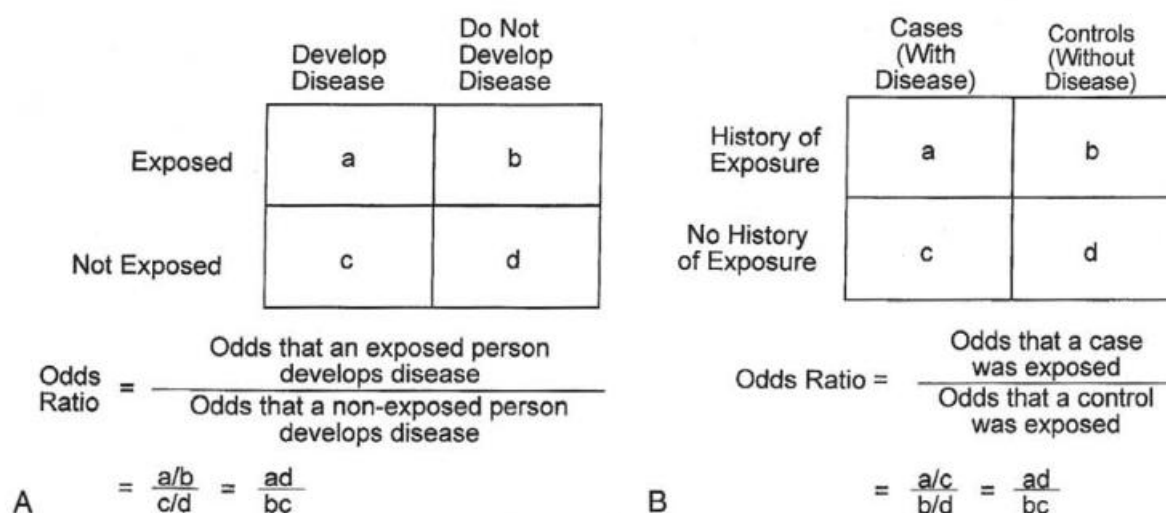 Develop
Disease
Do Not
Develop
Disease
Exposed
a
b
Not Exposed
c
d
Odds
Ratio
=
Odds that an exposed person
develops disease
Odds that a non-exposed person
develops disease
= a/b
c/d
= ad
bc
A
Cases
(With
Disease)
Controls
(Without
Disease)
History of
Exposure
a
b
No History
of Exposure
c
d
Odds Ratio =
Odds that a case
was exposed
Odds that a control
was exposed
= a/c
b/d
= ad
bc
B